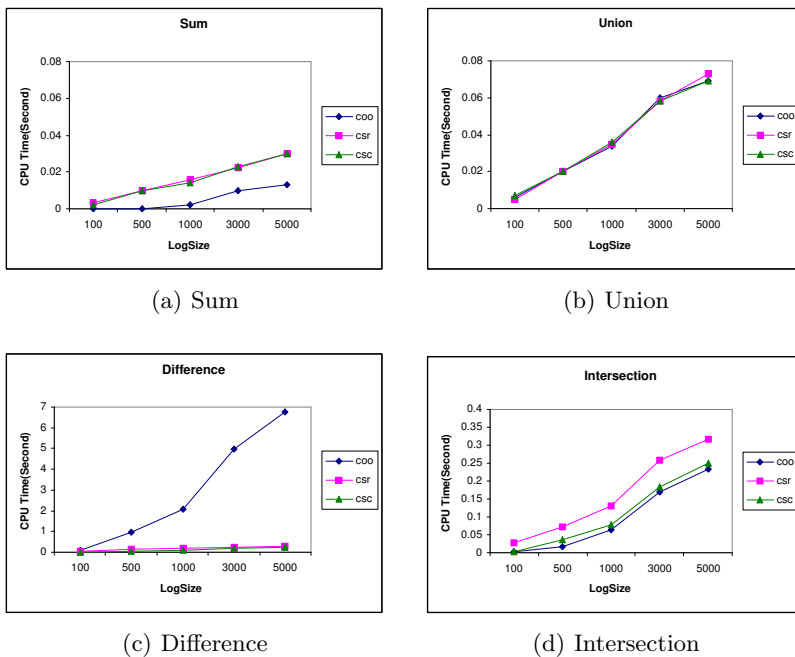 Sum
0.08
0.06
0.04
0.02
0
CPU Time(Second)
100 500 1000 3000 5000
LogSize
coo
csr
csc
(a) Sum
Union
0.08
0.06
0.04
0.02
0
CPU Time(Second)
100 500 1000 3000 5000
LogSize
coo
csr
csc
(b) Union
Difference
7
6
5
4
3
2
1
0
CPU Time(Second)
100 500 1000 3000 5000
LogSize
coo
csr
csc
(c) Difference
Intersection
0.4
0.35
0.3
0.25
0.2
0.15
0.1
0.05
0
CPU Time(Second)
100 500 1000 3000 5000
LogSize
coo
csr
csc
(d) Intersection